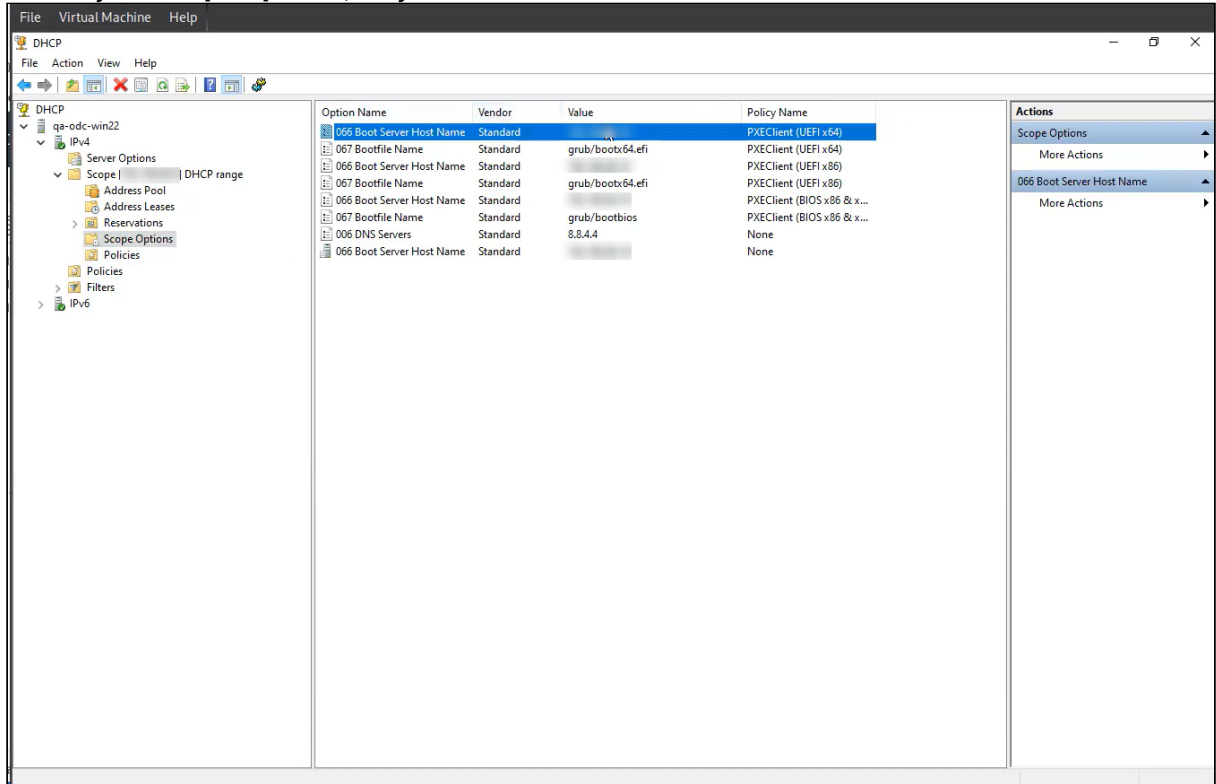 File Virtual Machine Help
DHCP
File Action View Help
DHCP
qa-odc-win22
IPv4
Server Options
Scope [ ] DHCP range
Address Pool
Address Leases
Reservations
Scope Options
Policies
Policies
Filters
IPv6
Option Name Vendor Value Policy Name
066 Boot Server Host Name Standard PXEClient (UEFI x64)
067 Bootfile Name Standard grub/bootx64.efi PXEClient (UEFI x64)
066 Boot Server Host Name Standard PXEClient (UEFI x86)
067 Bootfile Name Standard grub/bootx64.efi PXEClient (UEFI x86)
066 Boot Server Host Name Standard PXEClient (BIOS x86 & x...
067 Bootfile Name Standard grub/bootbios PXEClient (BIOS x86 & x...
006 DNS Servers Standard 8.8.4.4 None
066 Boot Server Host Name Standard None
Actions
Scope Options
More Actions
066 Boot Server Host Name
More Actions